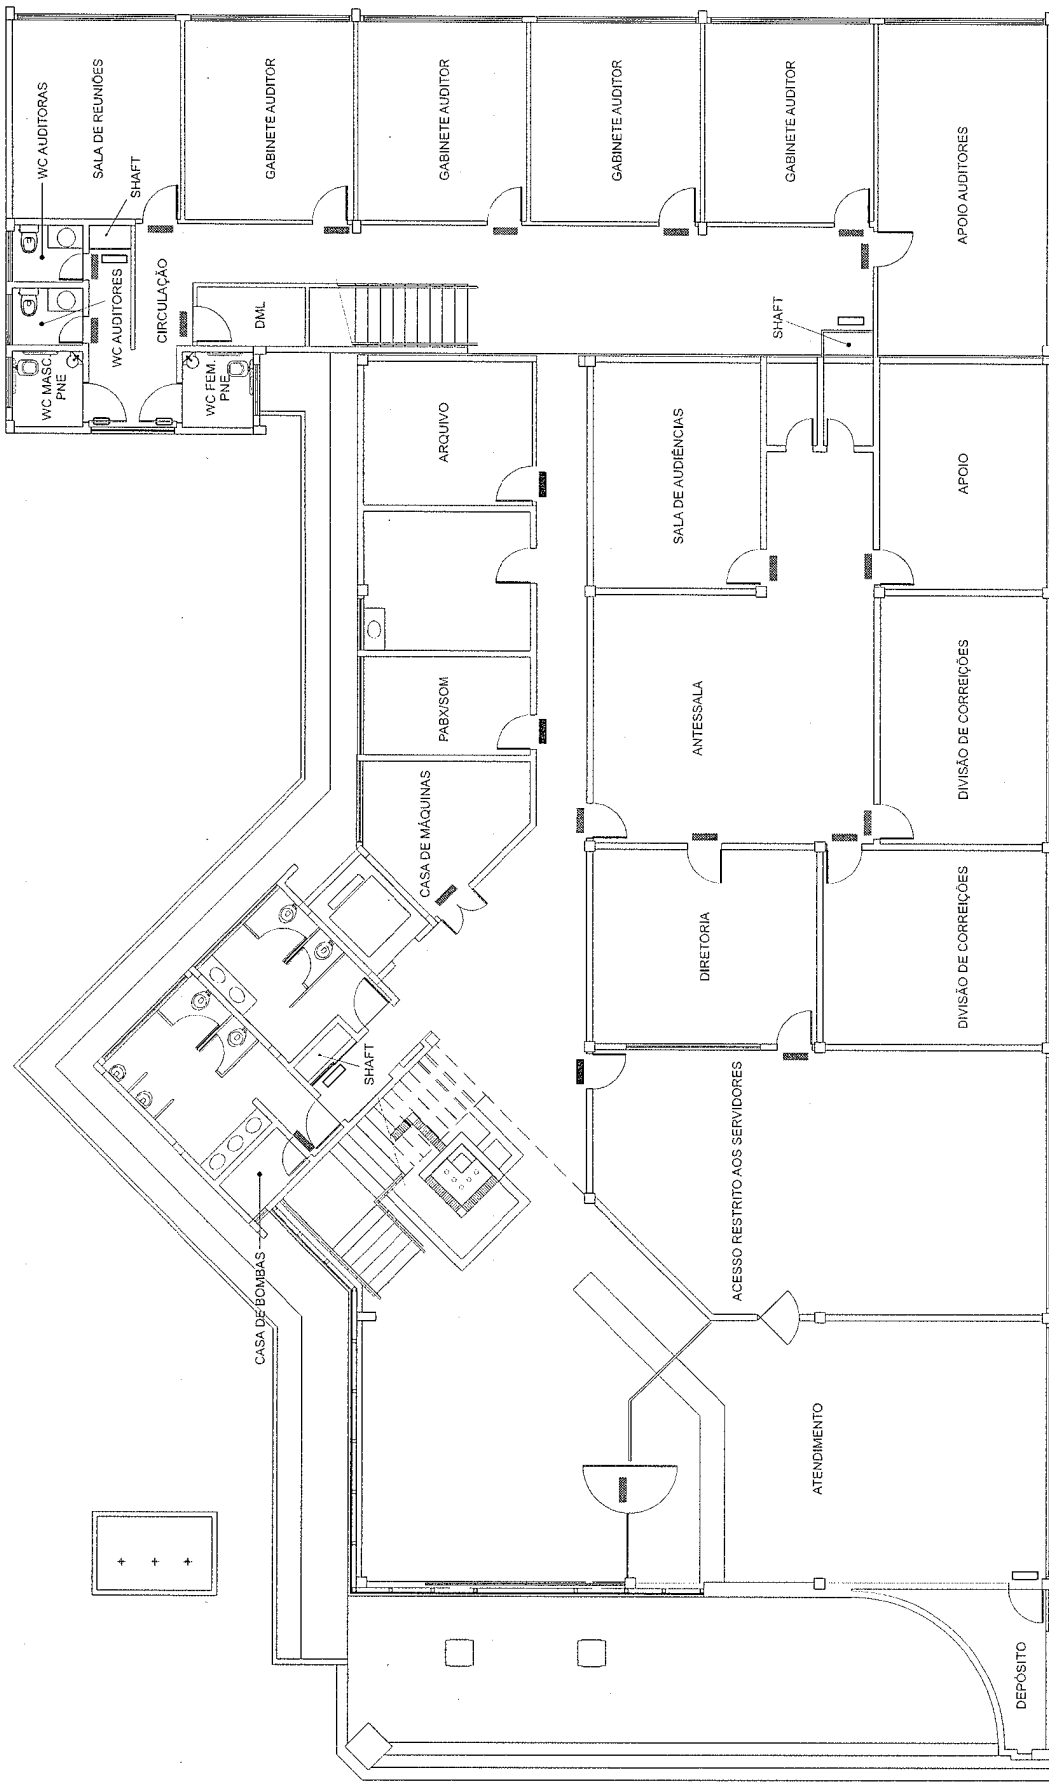 WC AUDITORAS
SALA DE REUNIÕES
SHAFT
GABINETE AUDITOR
GABINETE AUDITOR
GABINETE AUDITOR
GABINETE AUDITOR
APOIO AUDITORES
WC AUDITORES
CIRCULAÇÃO
DML
SHAFT
WC MASC.
PNE
WC FEM.
PNE
ARQUIVO
SALA DE AUDIÊNCIAS
APOIO
PABX/SOM
ANTESSALA
DIVISÃO DE CORREIÇÕES
CASA DE MÁQUINAS
DIRETORIA
DIVISÃO DE CORREIÇÕES
SHAFT
ACESSO RESTRITO AOS SERVIDORES
CASA DE BOMBAS
ATENDIMENTO
DEPÓSITO